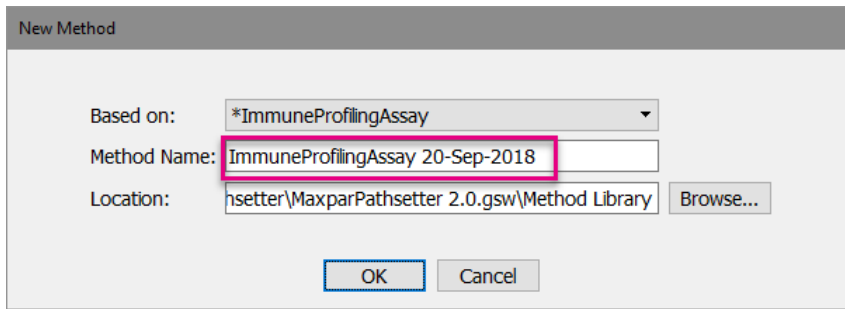 New Method
Based on: *ImmuneProfilingAssay
Method Name: ImmuneProfilingAssay 20-Sep-2018
Location: hsetter\MaxparPathsetter 2.0.gsw\Method Library Browse...
OK Cancel